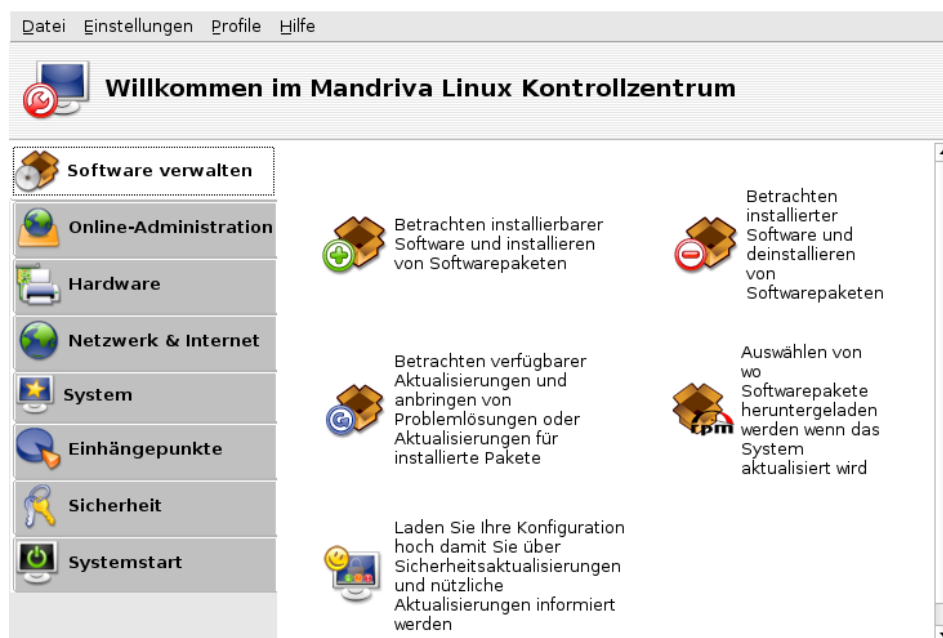 Datei Einstellungen Profile Hilfe
Willkommen im Mandriva Linux Kontrollzentrum
Software verwalten
Online-Administration
Hardware
Netzwerk & Internet
System
Einhängepunkte
Sicherheit
Systemstart
Betrachten installierbarer
Software und installieren
von Softwarepaketen
Betrachten
installierter
Software und
deinstallieren
von
Softwarepaketen
Betrachten verfügbarer
Aktualisierungen und
anbringen von
Problemlösungen oder
Aktualisierungen für
installierte Pakete
Auswählen von
wo
Softwarepakete
heruntergeladen
werden wenn das
System
aktualisiert wird
rpm
Laden Sie Ihre Konfiguration
hoch damit Sie über
Sicherheitsaktualisierungen
und nützliche
Aktualisierungen informiert
werden